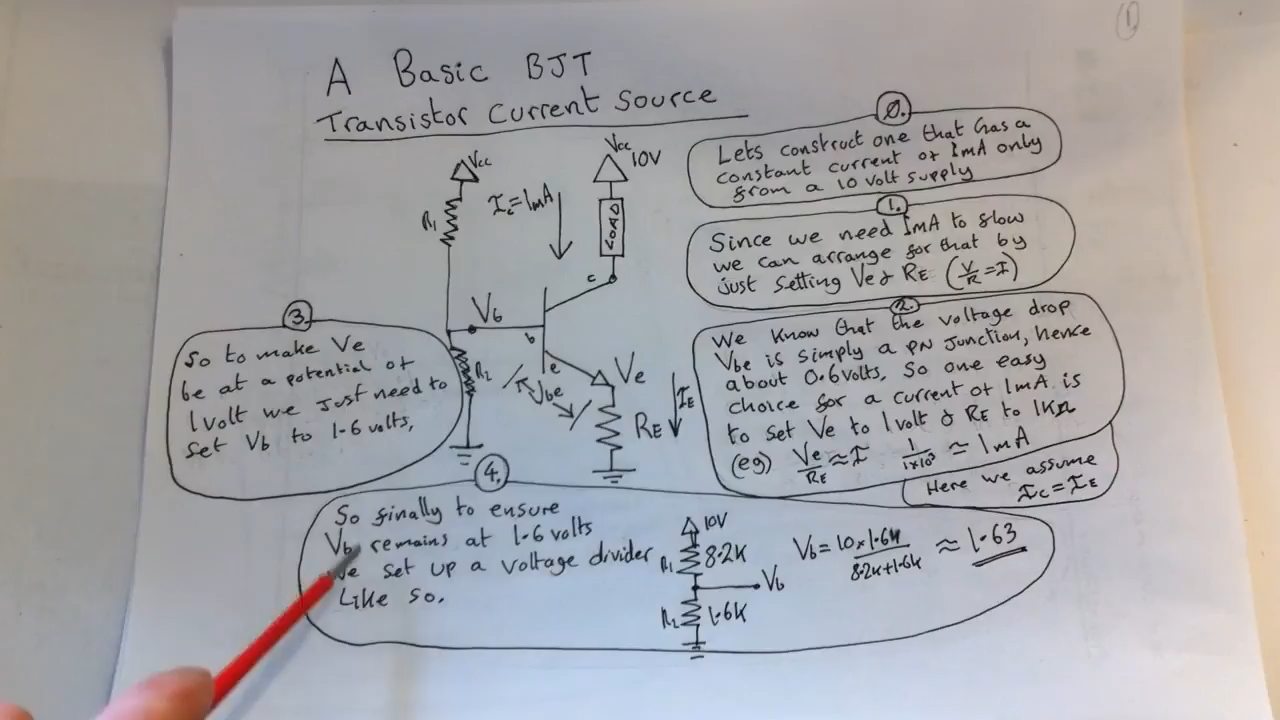 1
A Basic BJT
Transistor Current Source
0.
Lets construct one that has a
constant current of 1mA only
from a 10 volt supply
1.
Since we need 1mA to flow
we can arrange for that by
just setting Ve & RE (V/R = I)
2.
We know that the voltage drop
Vbe is simply a PN junction, hence
about 0.6volts, So one easy
choice for a current of 1mA is
to set Ve to 1volt & RE to 1KΩ
(eg) Ve/RE ≈ I 1/1×10³ ≈ 1mA
Here we assume
Ic = IE
Vcc
R1
Ic = 1mA
Vcc
10V
LOAD
c
Vb
b
e
Vbe
Ve
R2
RE
IE
3.
So to make Ve
be at a potential of
1 volt we just need to
set Vb to 1.6 volts,
4.
So finally to ensure
Vb remains at 1.6 volts
We set up a voltage divider
Like so.
10V
R1 8.2K
Vb
R2 1.6K
Vb = 10×1.6K / 8.2K+1.6K ≈ 1.63